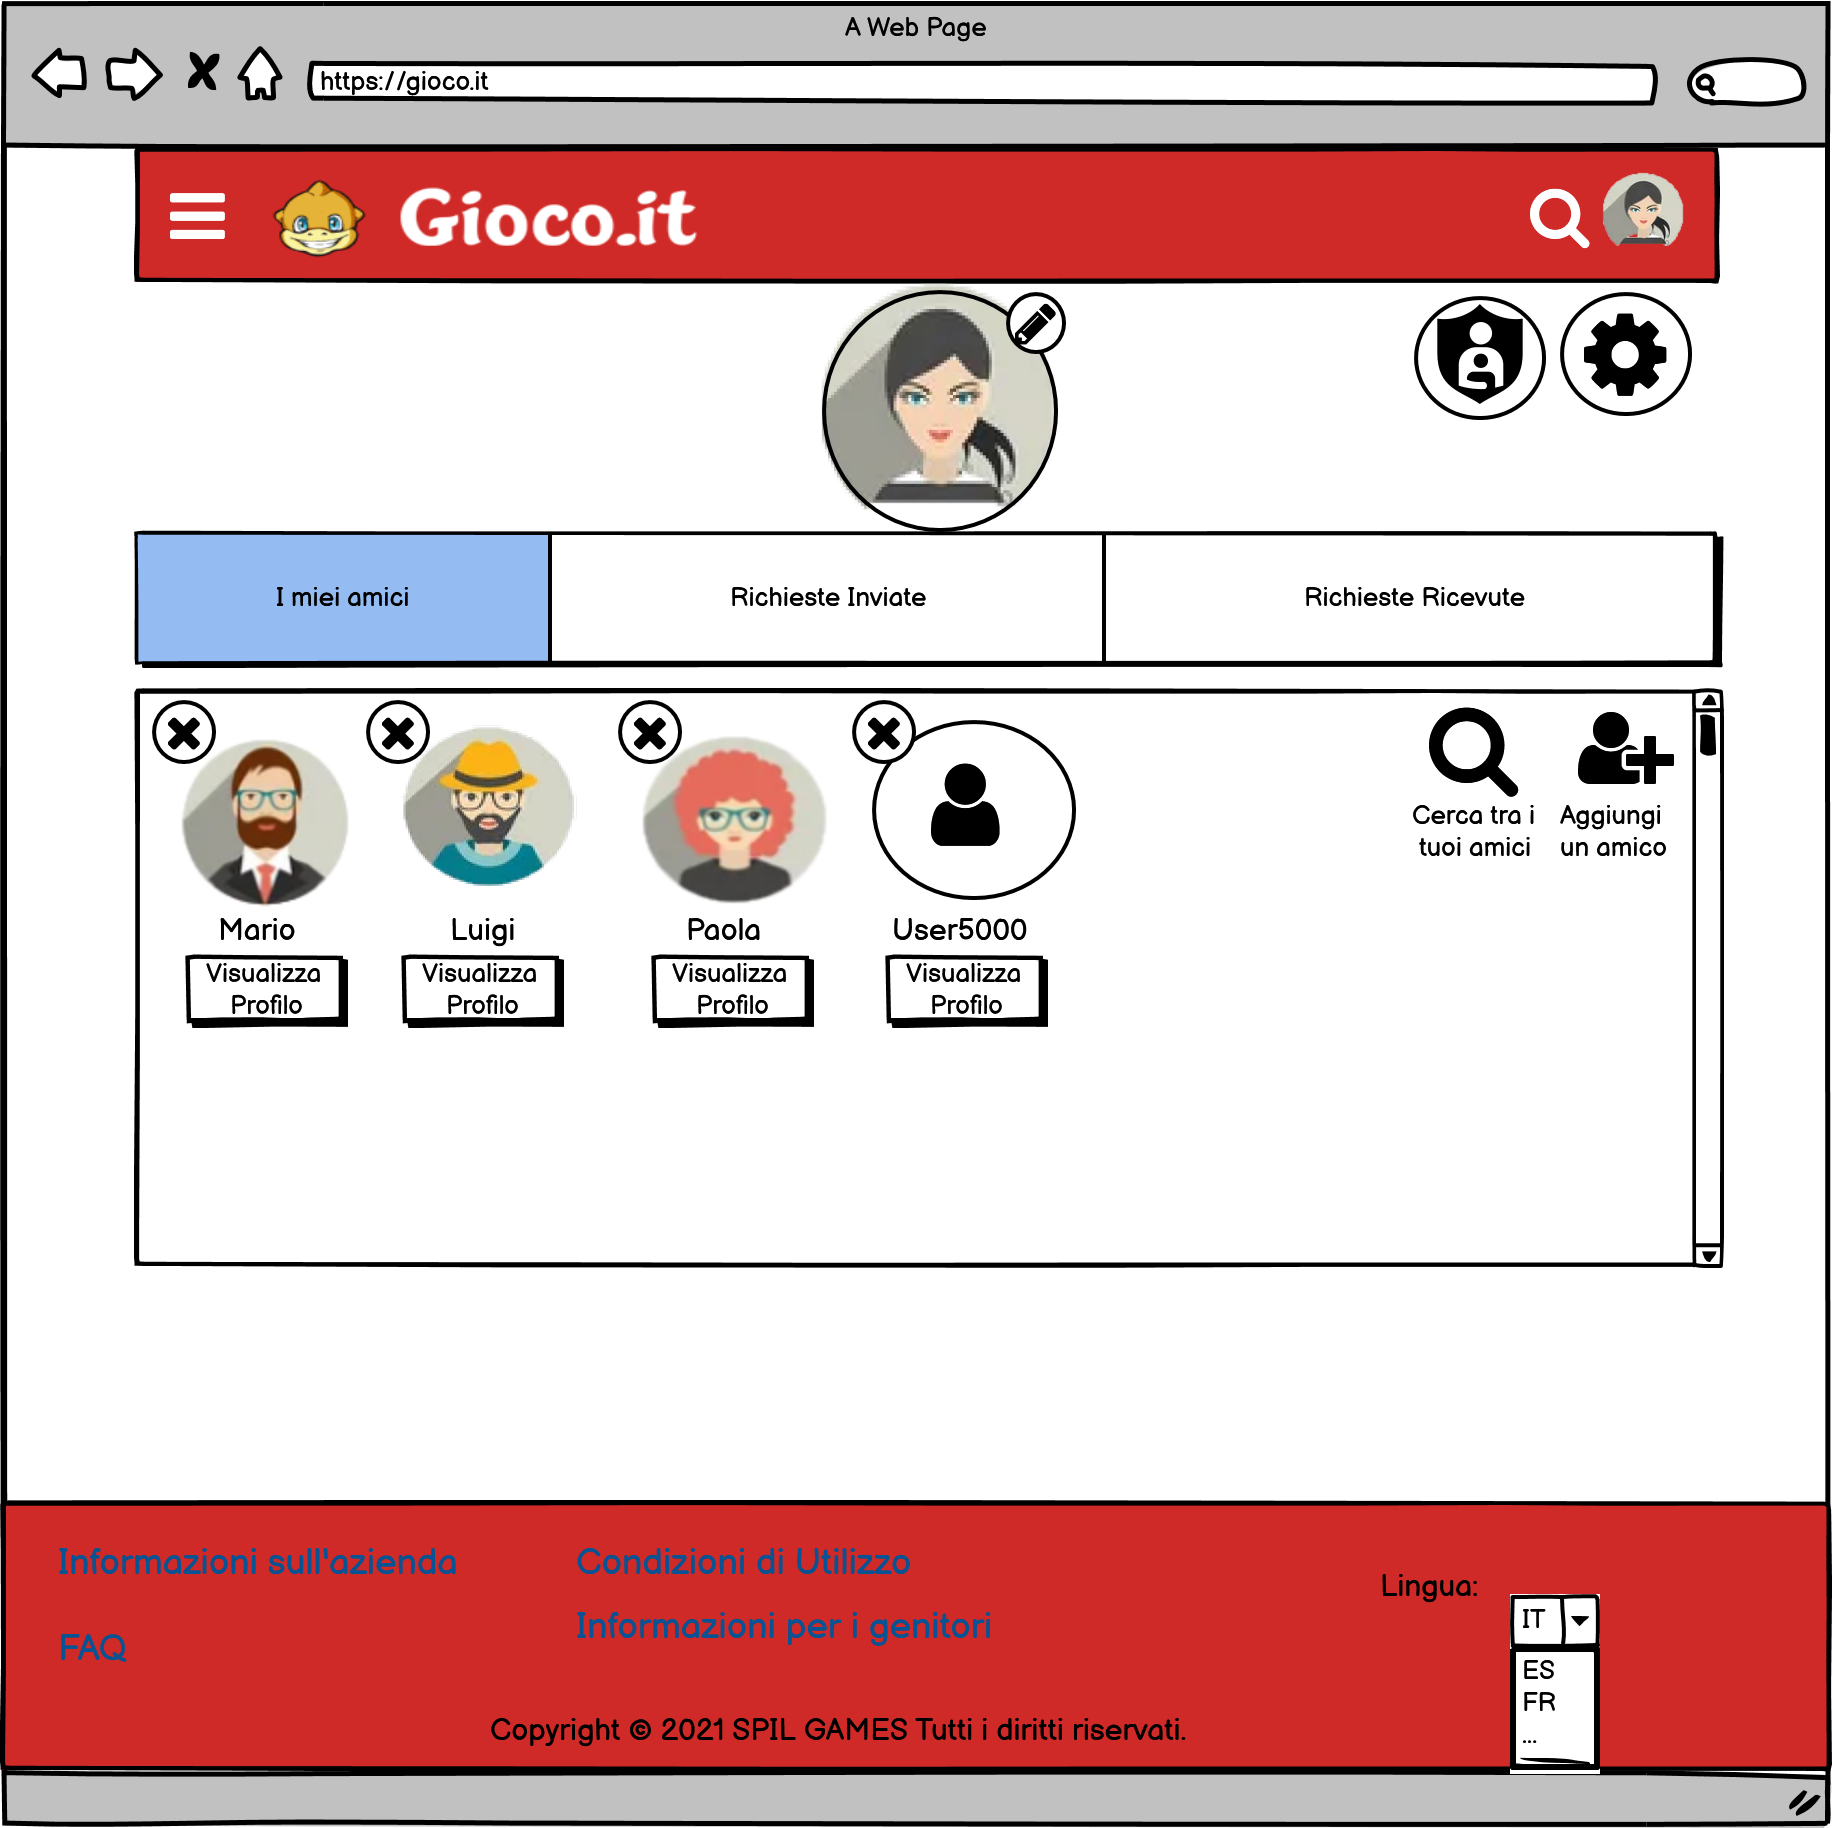 A Web Page
https://gioco.it
Gioco.it
I miei amici
Richieste Inviate
Richieste Ricevute
Cerca tra i
tuoi amici
Aggiungi
un amico
Mario
Luigi
Paola
User5000
Visualizza
Profilo
Visualizza
Profilo
Visualizza
Profilo
Visualizza
Profilo
Informazioni sull'azienda
Condizioni di Utilizzo
Lingua:
IT
FAQ
Informazioni per i genitori
ES
FR
...
Copyright © 2021 SPIL GAMES Tutti i diritti riservati.